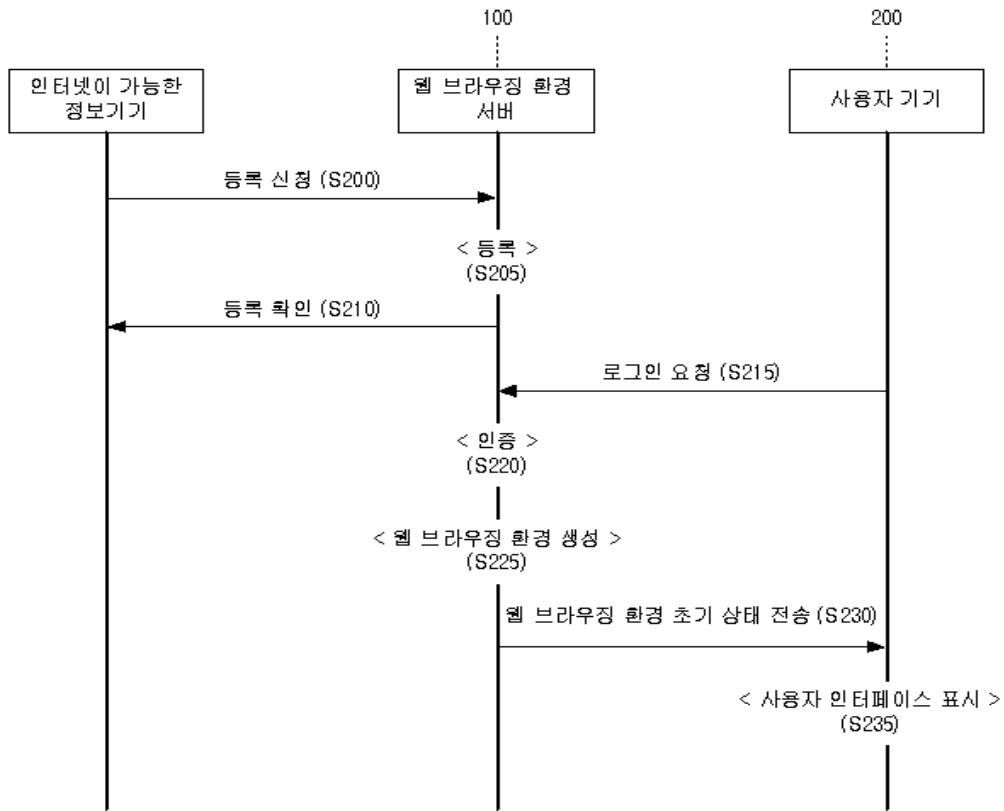 100
200
인터넷이 가능한
정보기기
웹 브라우징 환경
서버
사용자 기기
등록 신청 (S200)
< 등록 >
(S205)
등록 확인 (S210)
로그인 요청 (S215)
< 인증 >
(S220)
< 웹 브라우징 환경 생성 >
(S225)
웹 브라우징 환경 초기 상태 전송 (S230)
< 사용자 인터페이스 표시 >
(S235)